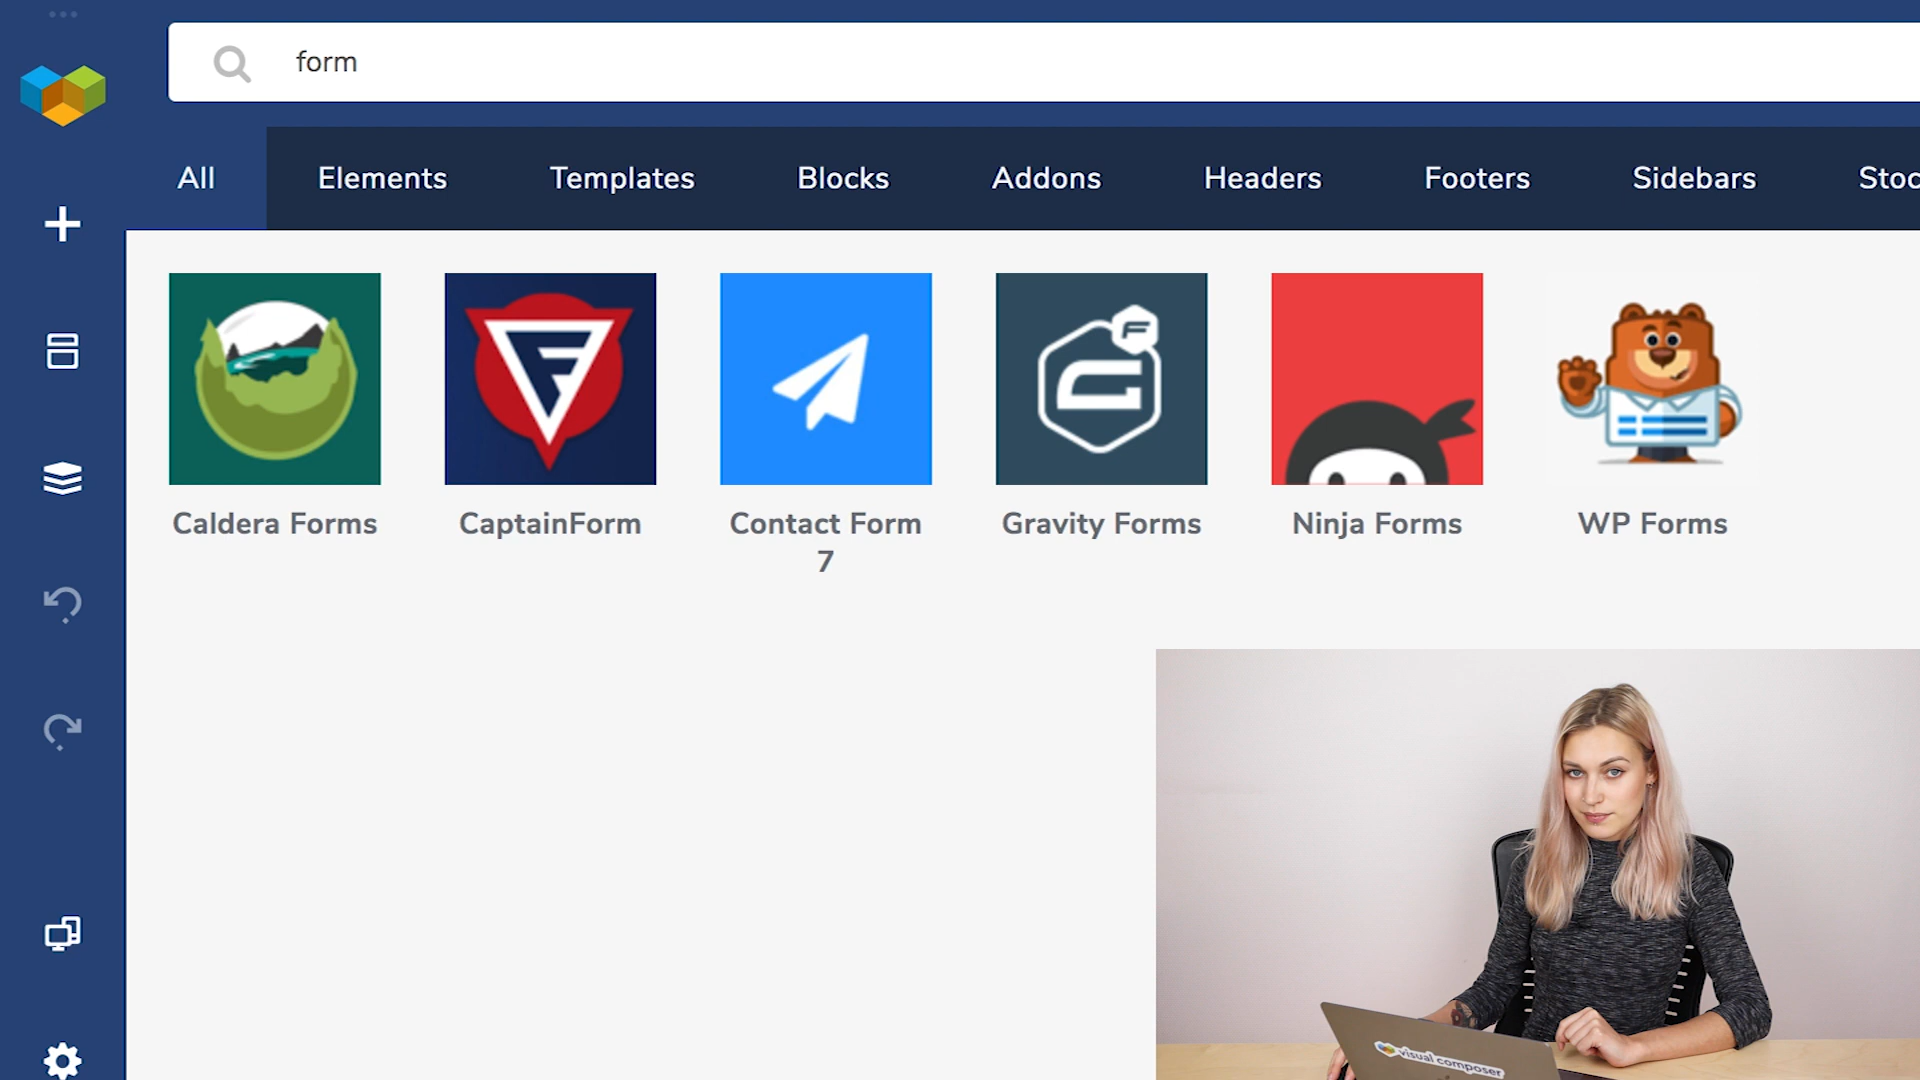 form
All Elements Templates Blocks Addons Headers Footers Sidebars Stoc
Caldera Forms
CaptainForm
Contact Form
7
Gravity Forms
Ninja Forms
WP Forms
visual composer